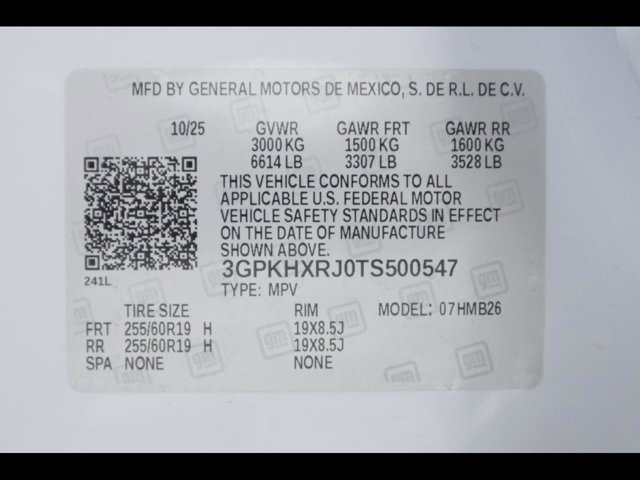 MFD BY GENERAL MOTORS DE MEXICO, S. DE R.L. DE C.V.
10/25 GVWR GAWR FRT GAWR RR
3000 KG 1500 KG 1600 KG
6614 LB 3307 LB 3528 LB
THIS VEHICLE CONFORMS TO ALL
APPLICABLE U.S. FEDERAL MOTOR
VEHICLE SAFETY STANDARDS IN EFFECT
ON THE DATE OF MANUFACTURE
SHOWN ABOVE.
3GPKHXRJ0TS500547
241L
TYPE: MPV
TIRE SIZE RIM MODEL: 07HMB26
FRT 255/60R19 H 19X8.5J
RR 255/60R19 H 19X8.5J
SPA NONE NONE